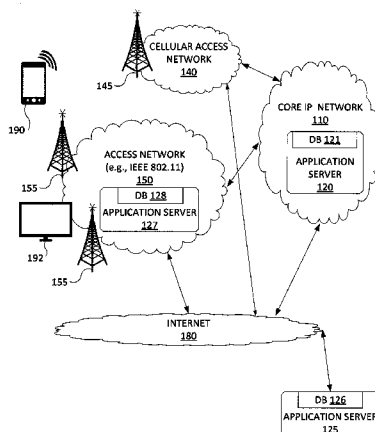 CELLULAR ACCESS
NETWORK
140
145
190
CORE IP NETWORK
110
DB 121
APPLICATION
SERVER
120
155
ACCESS NETWORK
(e.g., IEEE 802.11)
150
DB 128
APPLICATION SERVER
127
192
155
INTERNET
180
DB 126
APPLICATION SERVER
125